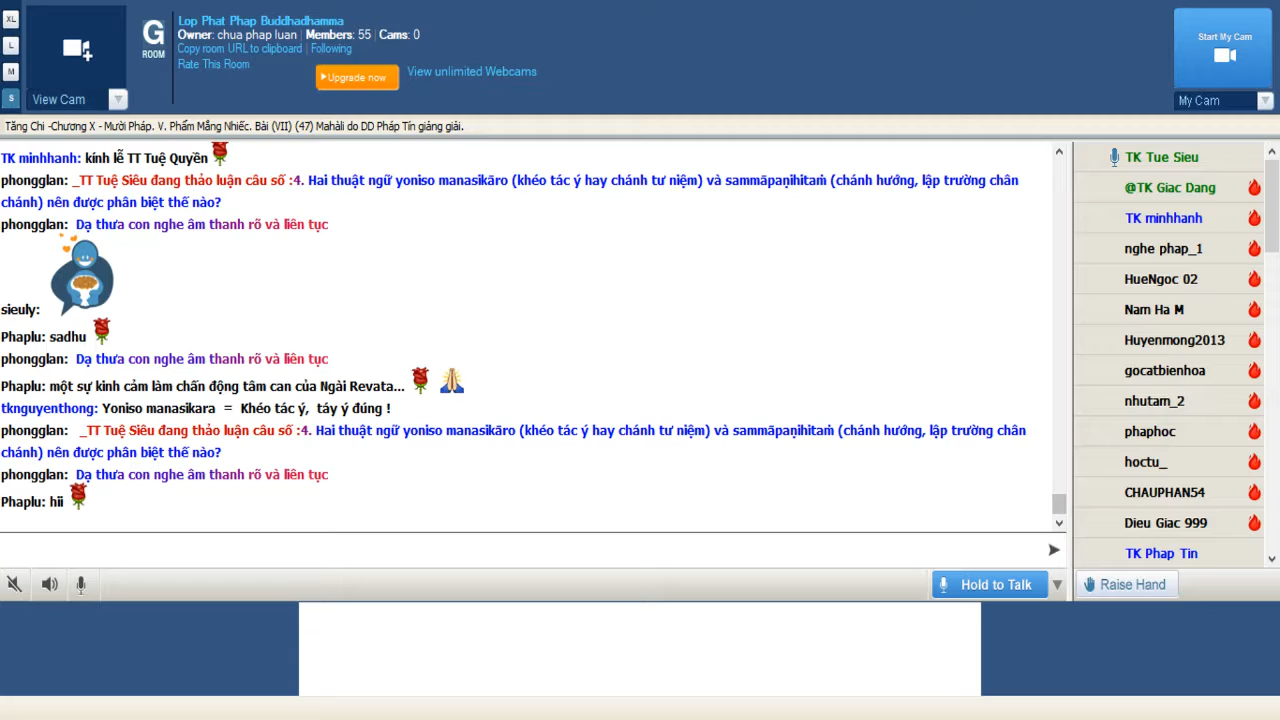 XL
L
M
S
View Cam
G
ROOM
Lop Phat Phap Buddhadhamma
Owner: chua phap luan | Members: 55 | Cams: 0
Copy room URL to clipboard | Following
Rate This Room
Upgrade now
View unlimited Webcams
Start My Cam
My Cam
Tăng Chi -Chương X - Mười Pháp. V. Phẩm Mắng Nhiếc. Bài (VII) (47) Mahàli do DD Pháp Tín giảng giải.
TK minhhanh: kính lễ TT Tuệ Quyền
phongglan: _TT Tuệ Siêu đang thảo luận câu số :4. Hai thuật ngữ yoniso manasikāro (khéo tác ý hay chánh tư niệm) và sammāpaṇihitaṁ (chánh hướng, lập trường chân
chánh) nên được phân biệt thế nào?
phongglan: Dạ thưa con nghe âm thanh rõ và liên tục
sieuly:
Phaplu: sadhu
phongglan: Dạ thưa con nghe âm thanh rõ và liên tục
Phaplu: một sự kinh cảm làm chấn động tâm can của Ngài Revata...
tknguyenthong: Yoniso manasikara = Khéo tác ý, táy ý đúng !
phongglan: _TT Tuệ Siêu đang thảo luận câu số :4. Hai thuật ngữ yoniso manasikāro (khéo tác ý hay chánh tư niệm) và sammāpaṇihitaṁ (chánh hướng, lập trường chân
chánh) nên được phân biệt thế nào?
phongglan: Dạ thưa con nghe âm thanh rõ và liên tục
Phaplu: hii
TK Tue Sieu
@TK Giac Dang
TK minhhanh
nghe phap_1
HueNgoc 02
Nam Ha M
Huyenmong2013
gocatbienhoa
nhutam_2
phaphoc
hoctu_
CHAUPHAN54
Dieu Giac 999
TK Phap Tin
Hold to Talk
Raise Hand